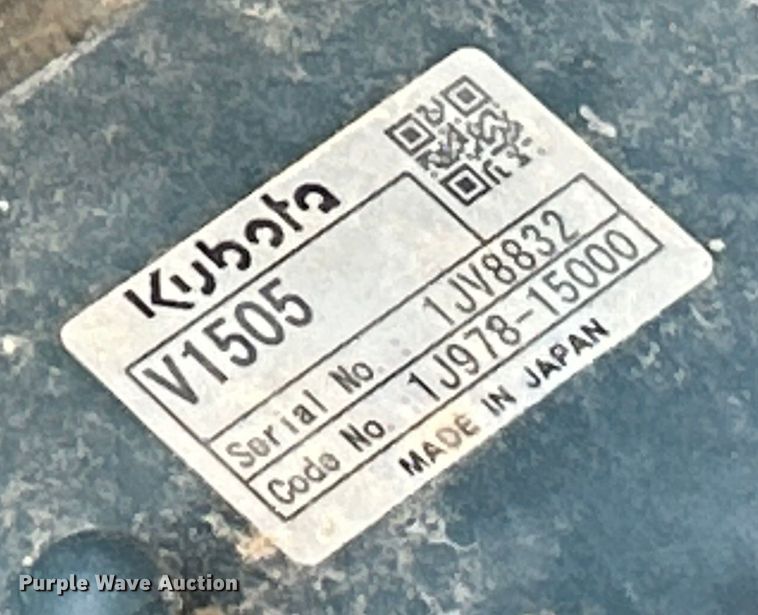 Kubota
V1505
Serial No. 1JV8832
Code No. 1J978-15000
MADE IN JAPAN
Purple Wave Auction